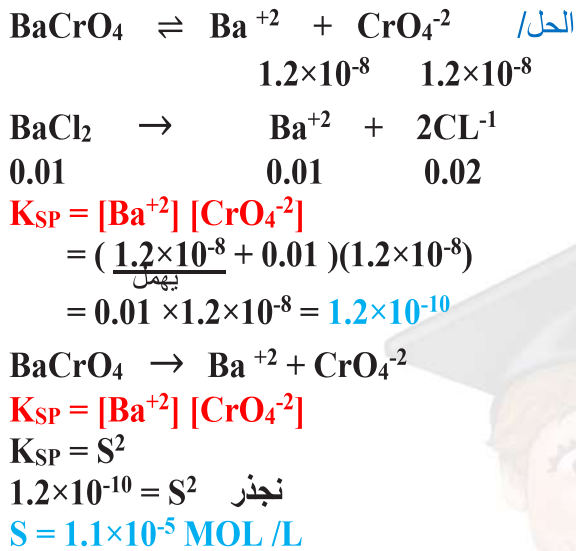 BaCrO₄ ⇌ Ba ⁺² + CrO₄⁻² الحل/
1.2×10⁻⁸ 1.2×10⁻⁸
BaCl₂ → Ba⁺² + 2CL⁻¹
0.01 0.01 0.02
K_SP = [Ba⁺²] [CrO₄⁻²]
= ( 1.2×10⁻⁸ + 0.01 )(1.2×10⁻⁸)
يهمل
= 0.01 ×1.2×10⁻⁸ = 1.2×10⁻¹⁰
BaCrO₄ → Ba ⁺² + CrO₄⁻²
K_SP = [Ba⁺²] [CrO₄⁻²]
K_SP = S²
1.2×10⁻¹⁰ = S² نجذر
S = 1.1×10⁻⁵ MOL /L